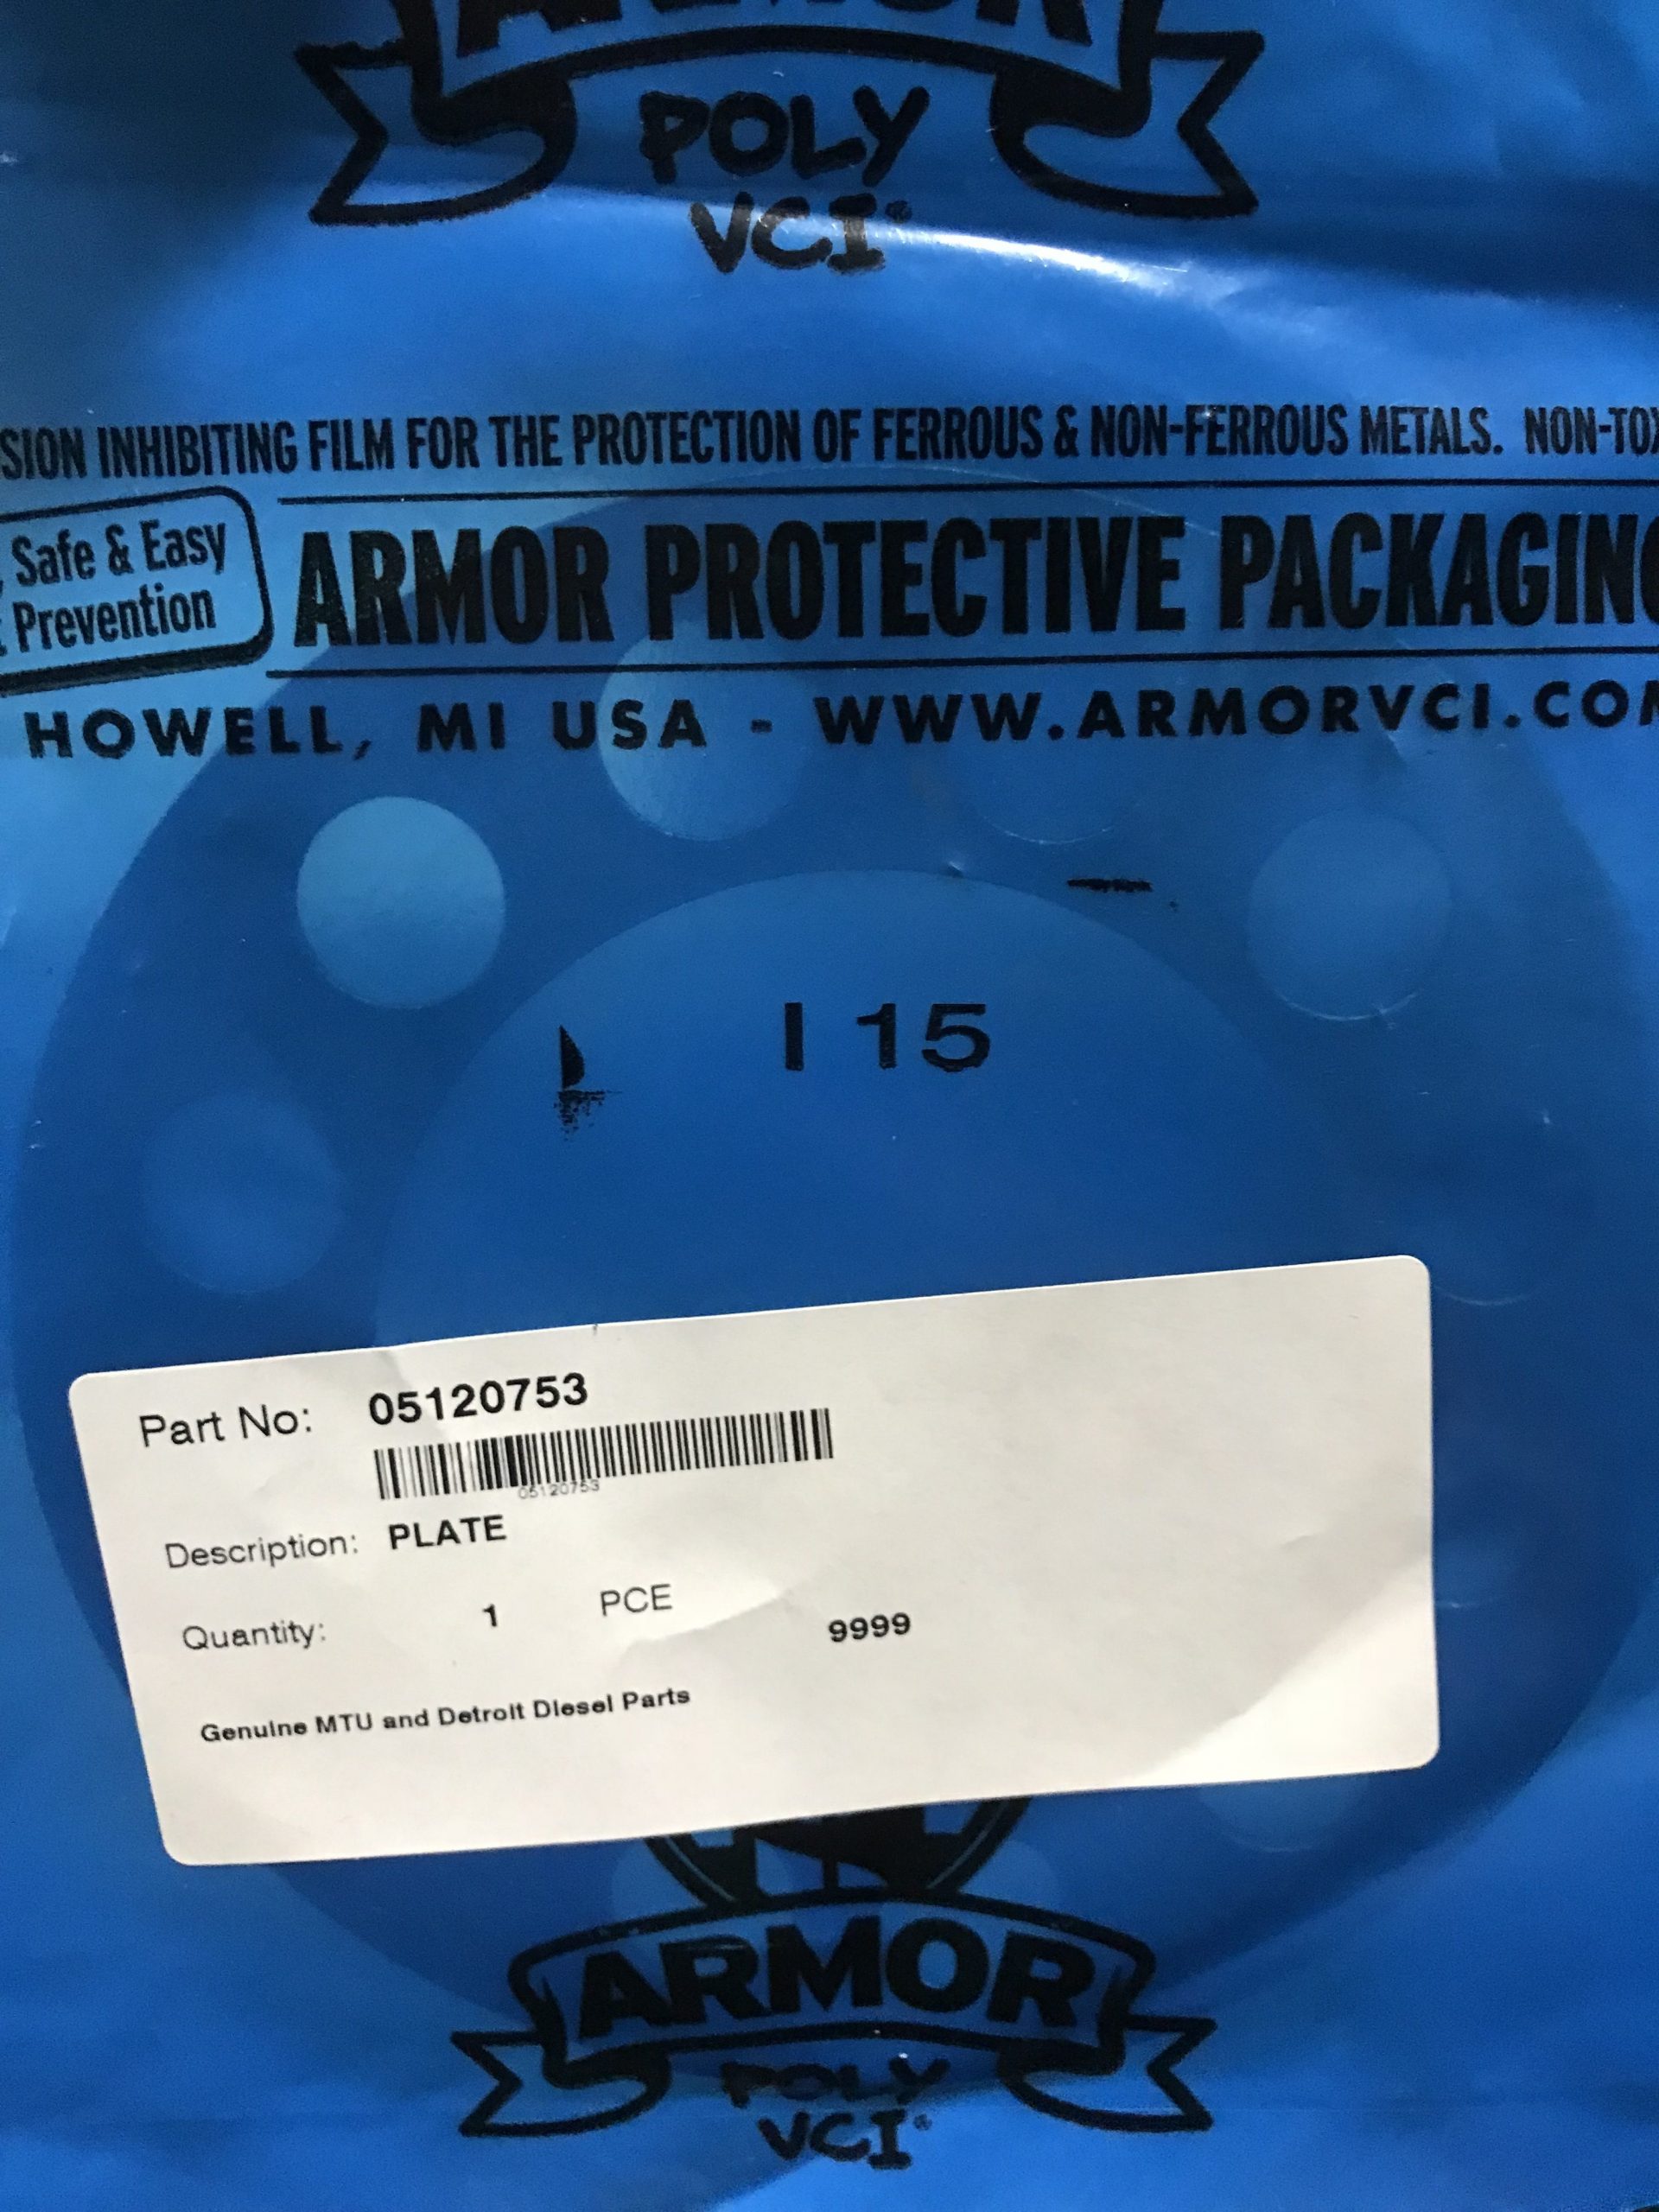 ARMOR
POLY
VCI®
SION INHIBITING FILM FOR THE PROTECTION OF FERROUS & NON-FERROUS METALS. NON-TOX
Safe & Easy
Prevention
ARMOR PROTECTIVE PACKAGING
HOWELL, MI USA - WWW.ARMORVCI.COM
I 15
Part No: 05120753
05120753
Description: PLATE
Quantity: 1 PCE
9999
Genuine MTU and Detroit Diesel Parts
ARMOR
POLY
VCI®